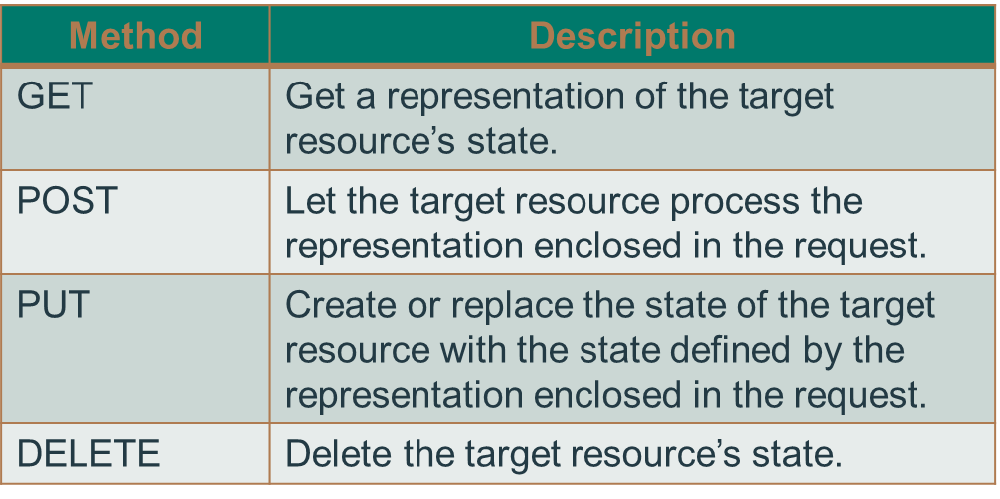 Method Description
GET Get a representation of the target
resource’s state.
POST Let the target resource process the
representation enclosed in the request.
PUT Create or replace the state of the target
resource with the state defined by the
representation enclosed in the request.
DELETE Delete the target resource’s state.